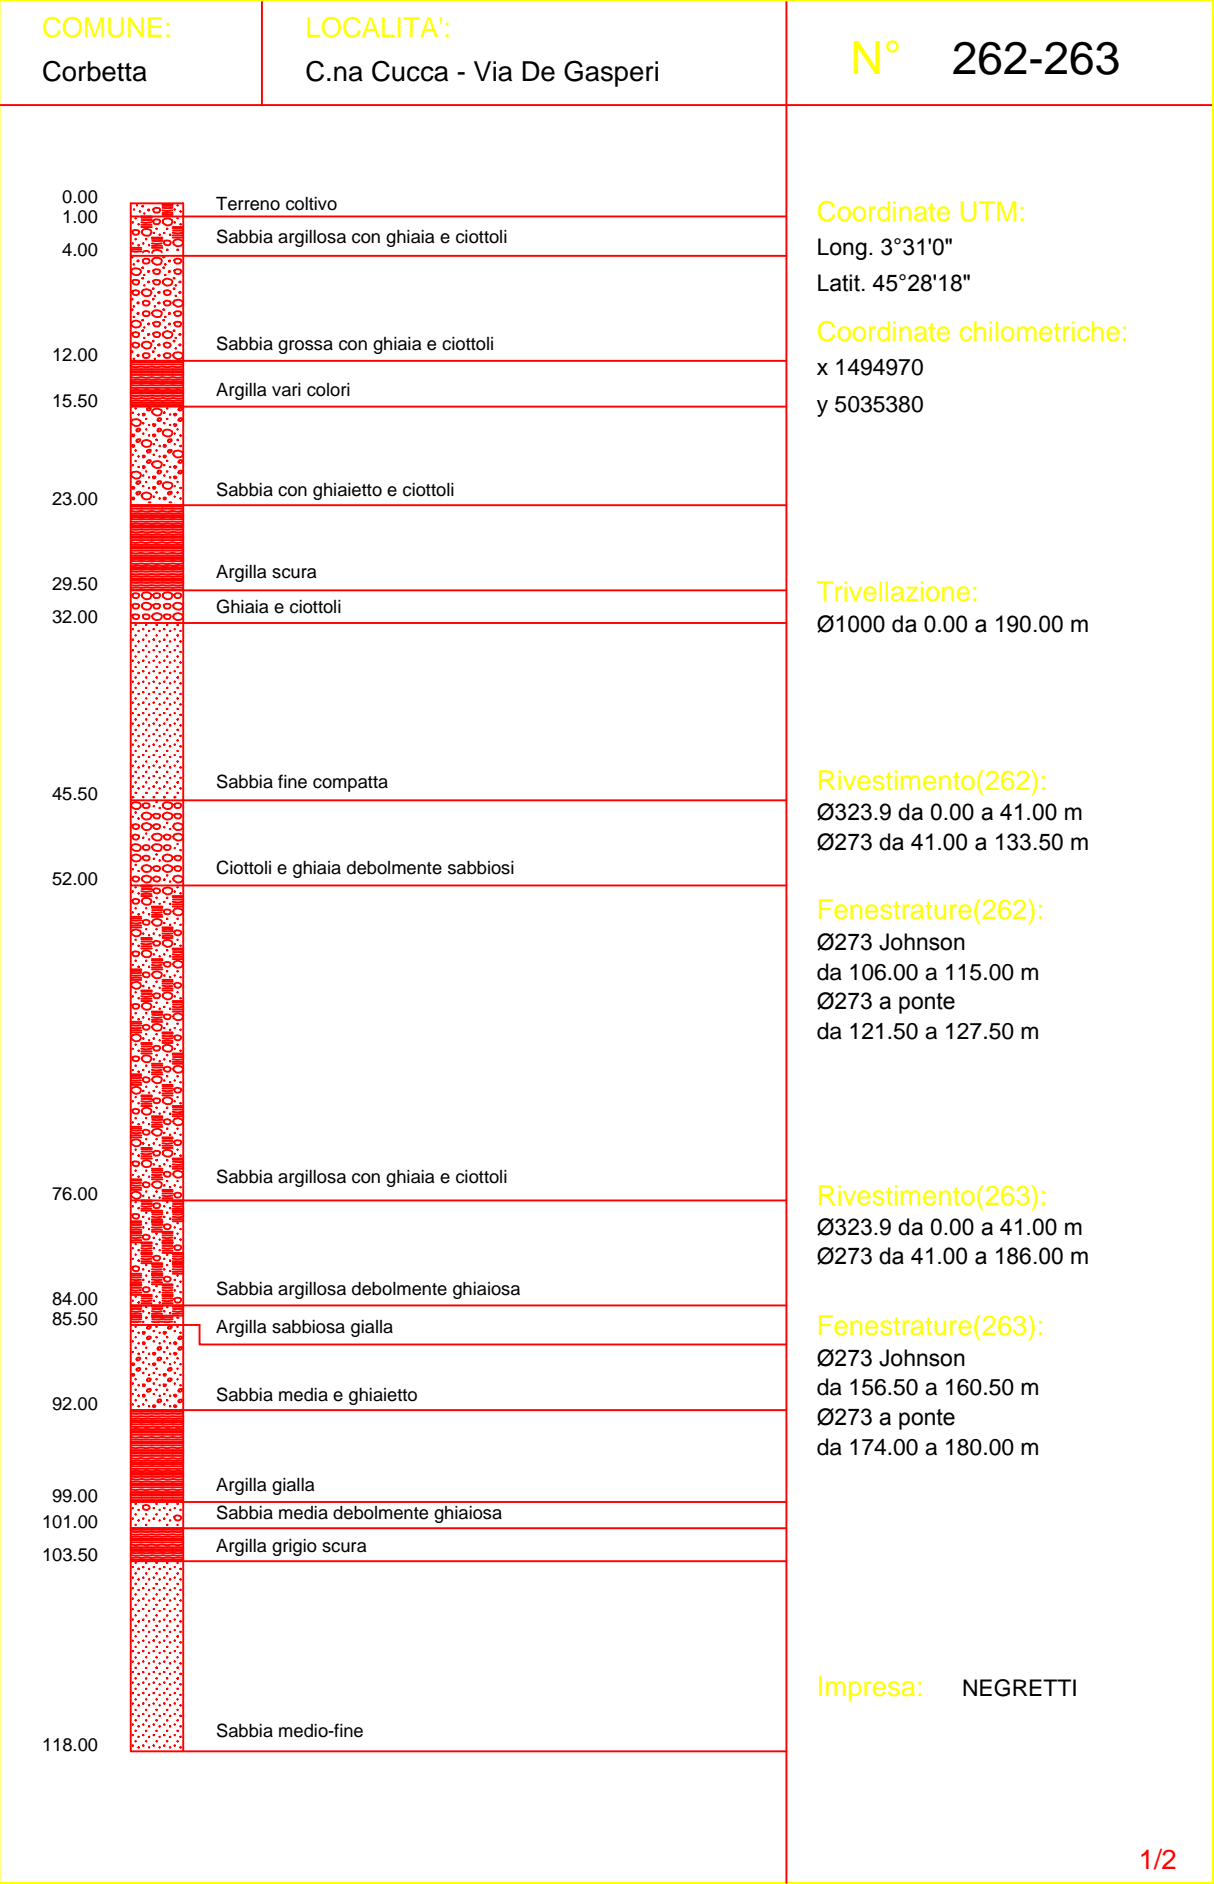 COMUNE:
Corbetta
LOCALITA':
C.na Cucca - Via De Gasperi
N° 262-263
0.00
Terreno coltivo
1.00
Sabbia argillosa con ghiaia e ciottoli
4.00
Sabbia grossa con ghiaia e ciottoli
12.00
Argilla vari colori
15.50
Sabbia con ghiaietto e ciottoli
23.00
Argilla scura
29.50
Ghiaia e ciottoli
32.00
Sabbia fine compatta
45.50
Ciottoli e ghiaia debolmente sabbiosi
52.00
Sabbia argillosa con ghiaia e ciottoli
76.00
Sabbia argillosa debolmente ghiaiosa
84.00
85.50
Argilla sabbiosa gialla
Sabbia media e ghiaietto
92.00
Argilla gialla
99.00
Sabbia media debolmente ghiaiosa
101.00
Argilla grigio scura
103.50
Sabbia medio-fine
118.00
Coordinate UTM:
Long. 3°31'0"
Latit. 45°28'18"
Coordinate chilometriche:
x 1494970
y 5035380
Trivellazione:
Ø1000 da 0.00 a 190.00 m
Rivestimento(262):
Ø323.9 da 0.00 a 41.00 m
Ø273 da 41.00 a 133.50 m
Fenestrature(262):
Ø273 Johnson
da 106.00 a 115.00 m
Ø273 a ponte
da 121.50 a 127.50 m
Rivestimento(263):
Ø323.9 da 0.00 a 41.00 m
Ø273 da 41.00 a 186.00 m
Fenestrature(263):
Ø273 Johnson
da 156.50 a 160.50 m
Ø273 a ponte
da 174.00 a 180.00 m
Impresa: NEGRETTI
1/2